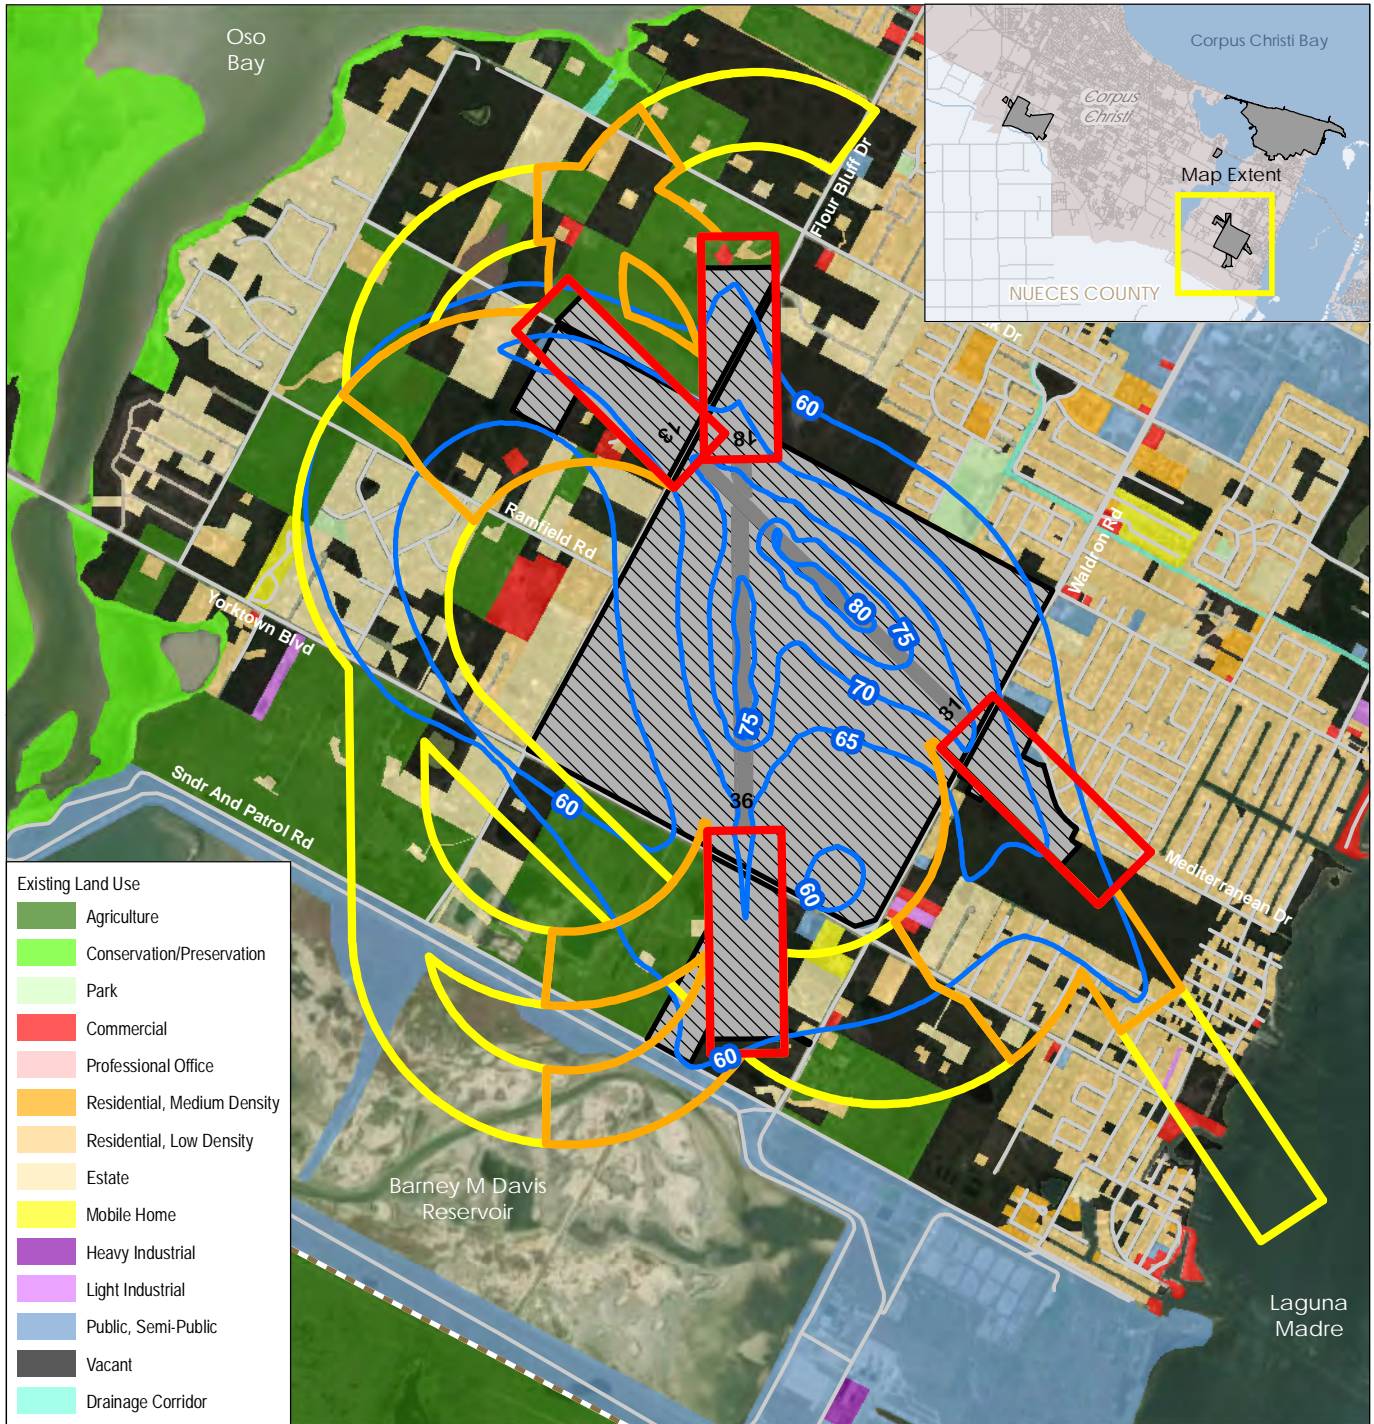 Oso
Bay
Corpus Christi Bay
Corpus
Christi
Map Extent
NUECES COUNTY
Flour Bluff Dr
Dr
60
13
18
Ramfield Rd
Waldron Rd
80
75
Yorktown Blvd
70
31
75
65
Sndr And Patrol Rd
36
60
60
Mediterranean Dr
60
Existing Land Use
Agriculture
Conservation/Preservation
Park
Commercial
Professional Office
Residential, Medium Density
Residential, Low Density
Estate
Mobile Home
Heavy Industrial
Light Industrial
Public, Semi-Public
Vacant
Drainage Corridor
Barney M Davis
Reservoir
Laguna
Madre